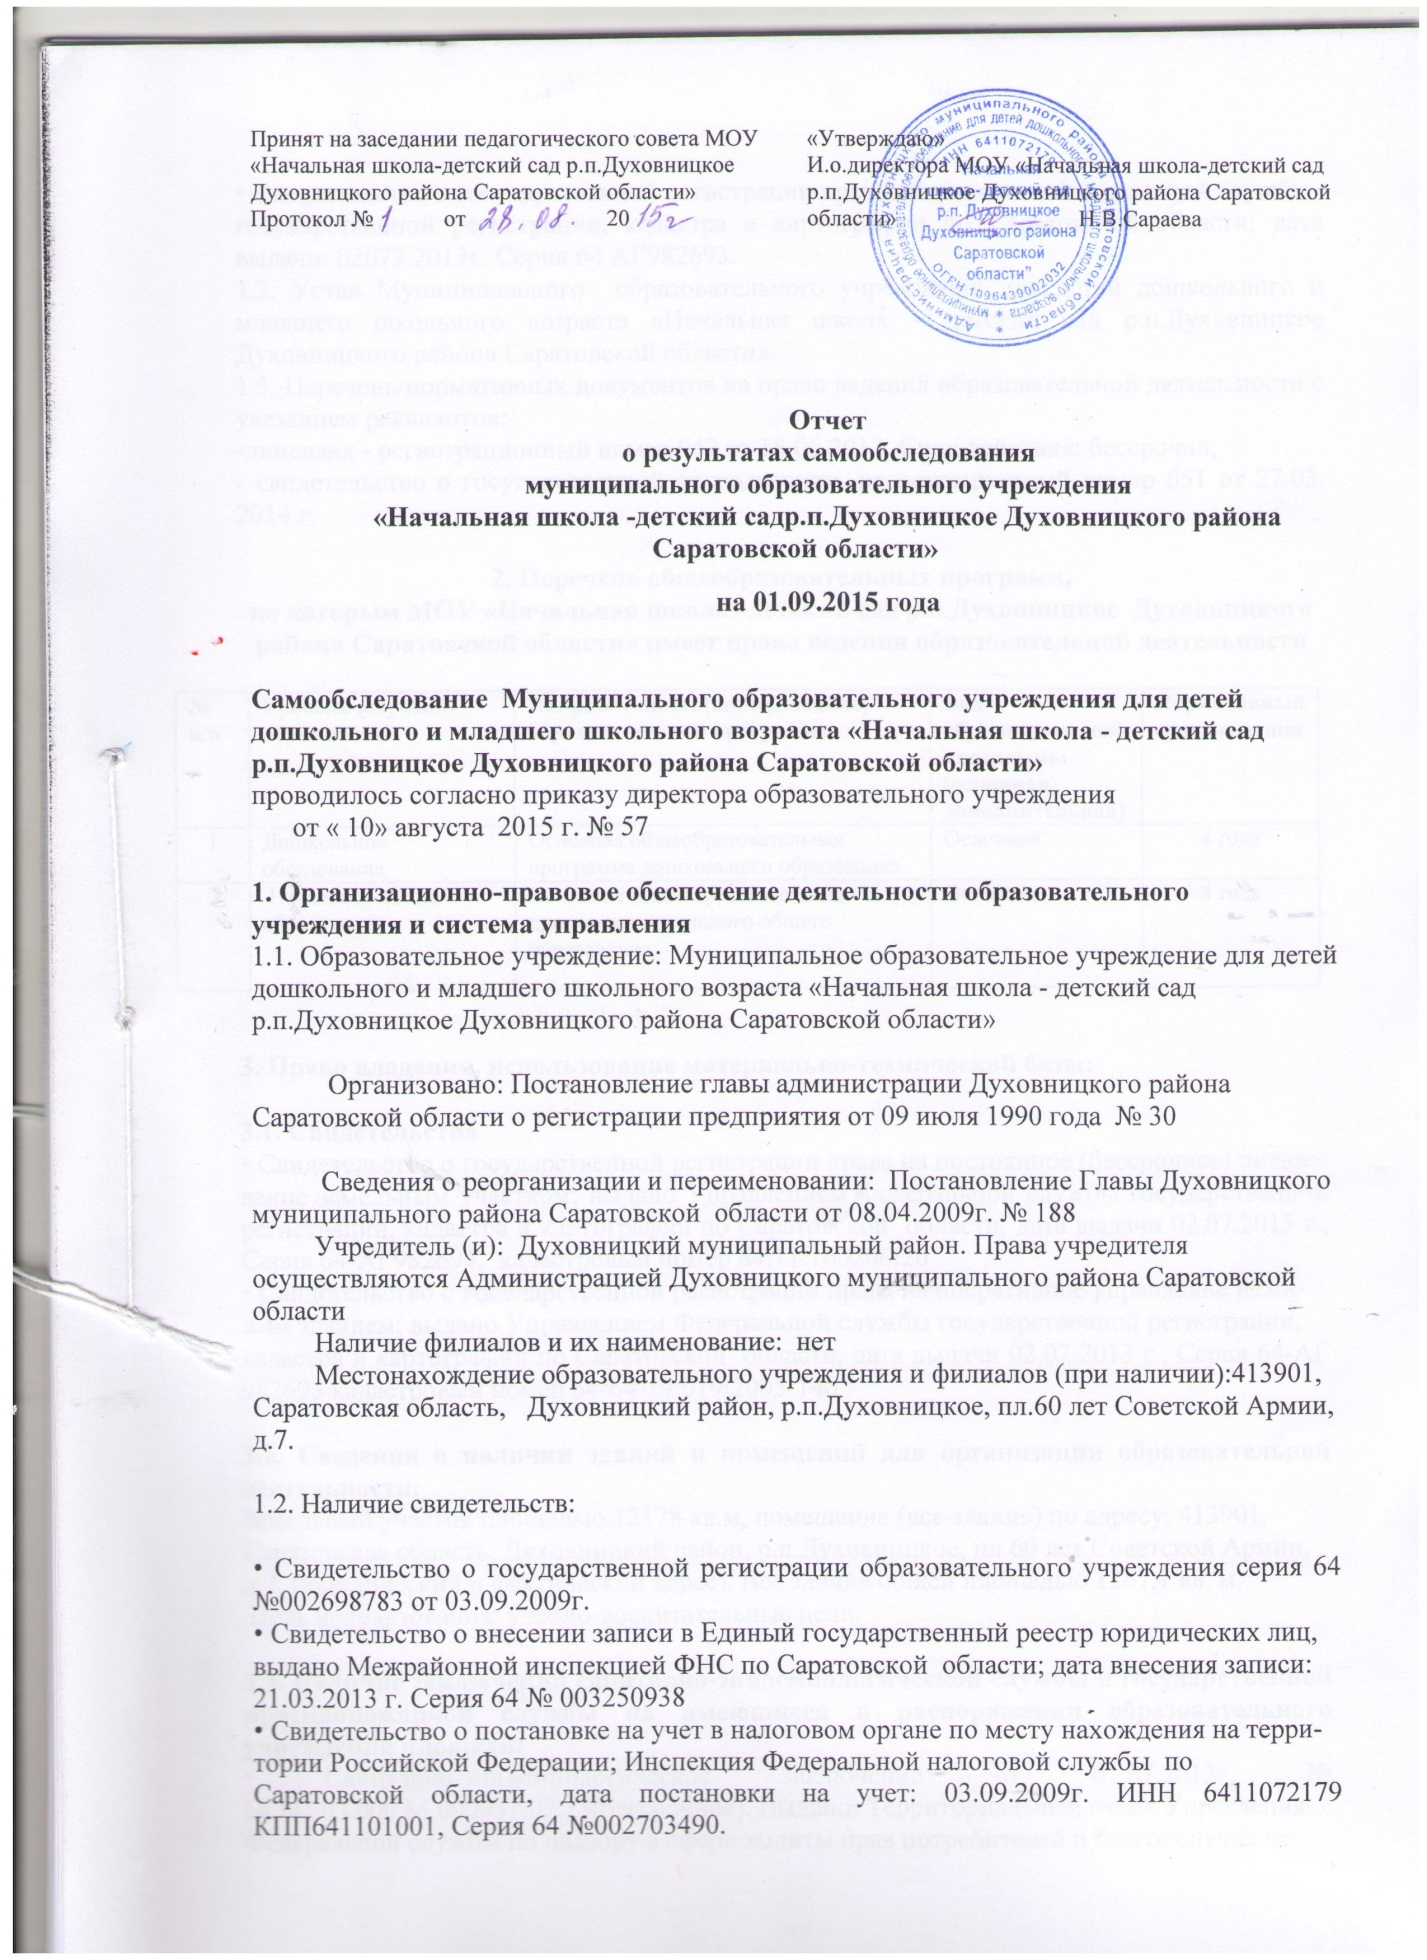 Принят на заседании педагогического совета МОУ
«Начальная школа-детский сад р.п.Духовницкое
Духовницкого района Саратовской области»
Протокол № 1 от 28.08. 2015г
«Утверждаю»
И.о.директора МОУ «Начальная школа-детский сад
р.п.Духовницкое Духовницкого района Саратовской
области» Н.В.Сараева
ИНН 6411072179
Начальная
школа - детский сад
р.п. Духовницкое
Духовницкого района
Саратовской
области"
ОГРН 1096439002032
Отчет
о результатах самообследования
муниципального образовательного учреждения
«Начальная школа -детский садр.п.Духовницкое Духовницкого района
Саратовской области»
на 01.09.2015 года
Самообследование Муниципального образовательного учреждения для детей
дошкольного и младшего школьного возраста «Начальная школа - детский сад
р.п.Духовницкое Духовницкого района Саратовской области»
проводилось согласно приказу директора образовательного учреждения
от « 10» августа 2015 г. № 57
1. Организационно-правовое обеспечение деятельности образовательного
учреждения и система управления
1.1. Образовательное учреждение: Муниципальное образовательное учреждение для детей
дошкольного и младшего школьного возраста «Начальная школа - детский сад
р.п.Духовницкое Духовницкого района Саратовской области»
Организовано: Постановление главы администрации Духовницкого района
Саратовской области о регистрации предприятия от 09 июля 1990 года № 30
Сведения о реорганизации и переименовании: Постановление Главы Духовницкого
муниципального района Саратовской области от 08.04.2009г. № 188
Учредитель (и): Духовницкий муниципальный район. Права учредителя
осуществляются Администрацией Духовницкого муниципального района Саратовской
области
Наличие филиалов и их наименование: нет
Местонахождение образовательного учреждения и филиалов (при наличии):413901,
Саратовская область, Духовницкий район, р.п.Духовницкое, пл.60 лет Советской Армии,
д.7.
1.2. Наличие свидетельств:
• Свидетельство о государственной регистрации образовательного учреждения серия 64
№002698783 от 03.09.2009г.
• Свидетельство о внесении записи в Единый государственный реестр юридических лиц,
выдано Межрайонной инспекцией ФНС по Саратовской области; дата внесения записи:
21.03.2013 г. Серия 64 № 003250938
• Свидетельство о постановке на учет в налоговом органе по месту нахождения на терри-
тории Российской Федерации; Инспекция Федеральной налоговой службы по
Саратовской области, дата постановки на учет: 03.09.2009г. ИНН 6411072179
КПП641101001, Серия 64 №002703490.